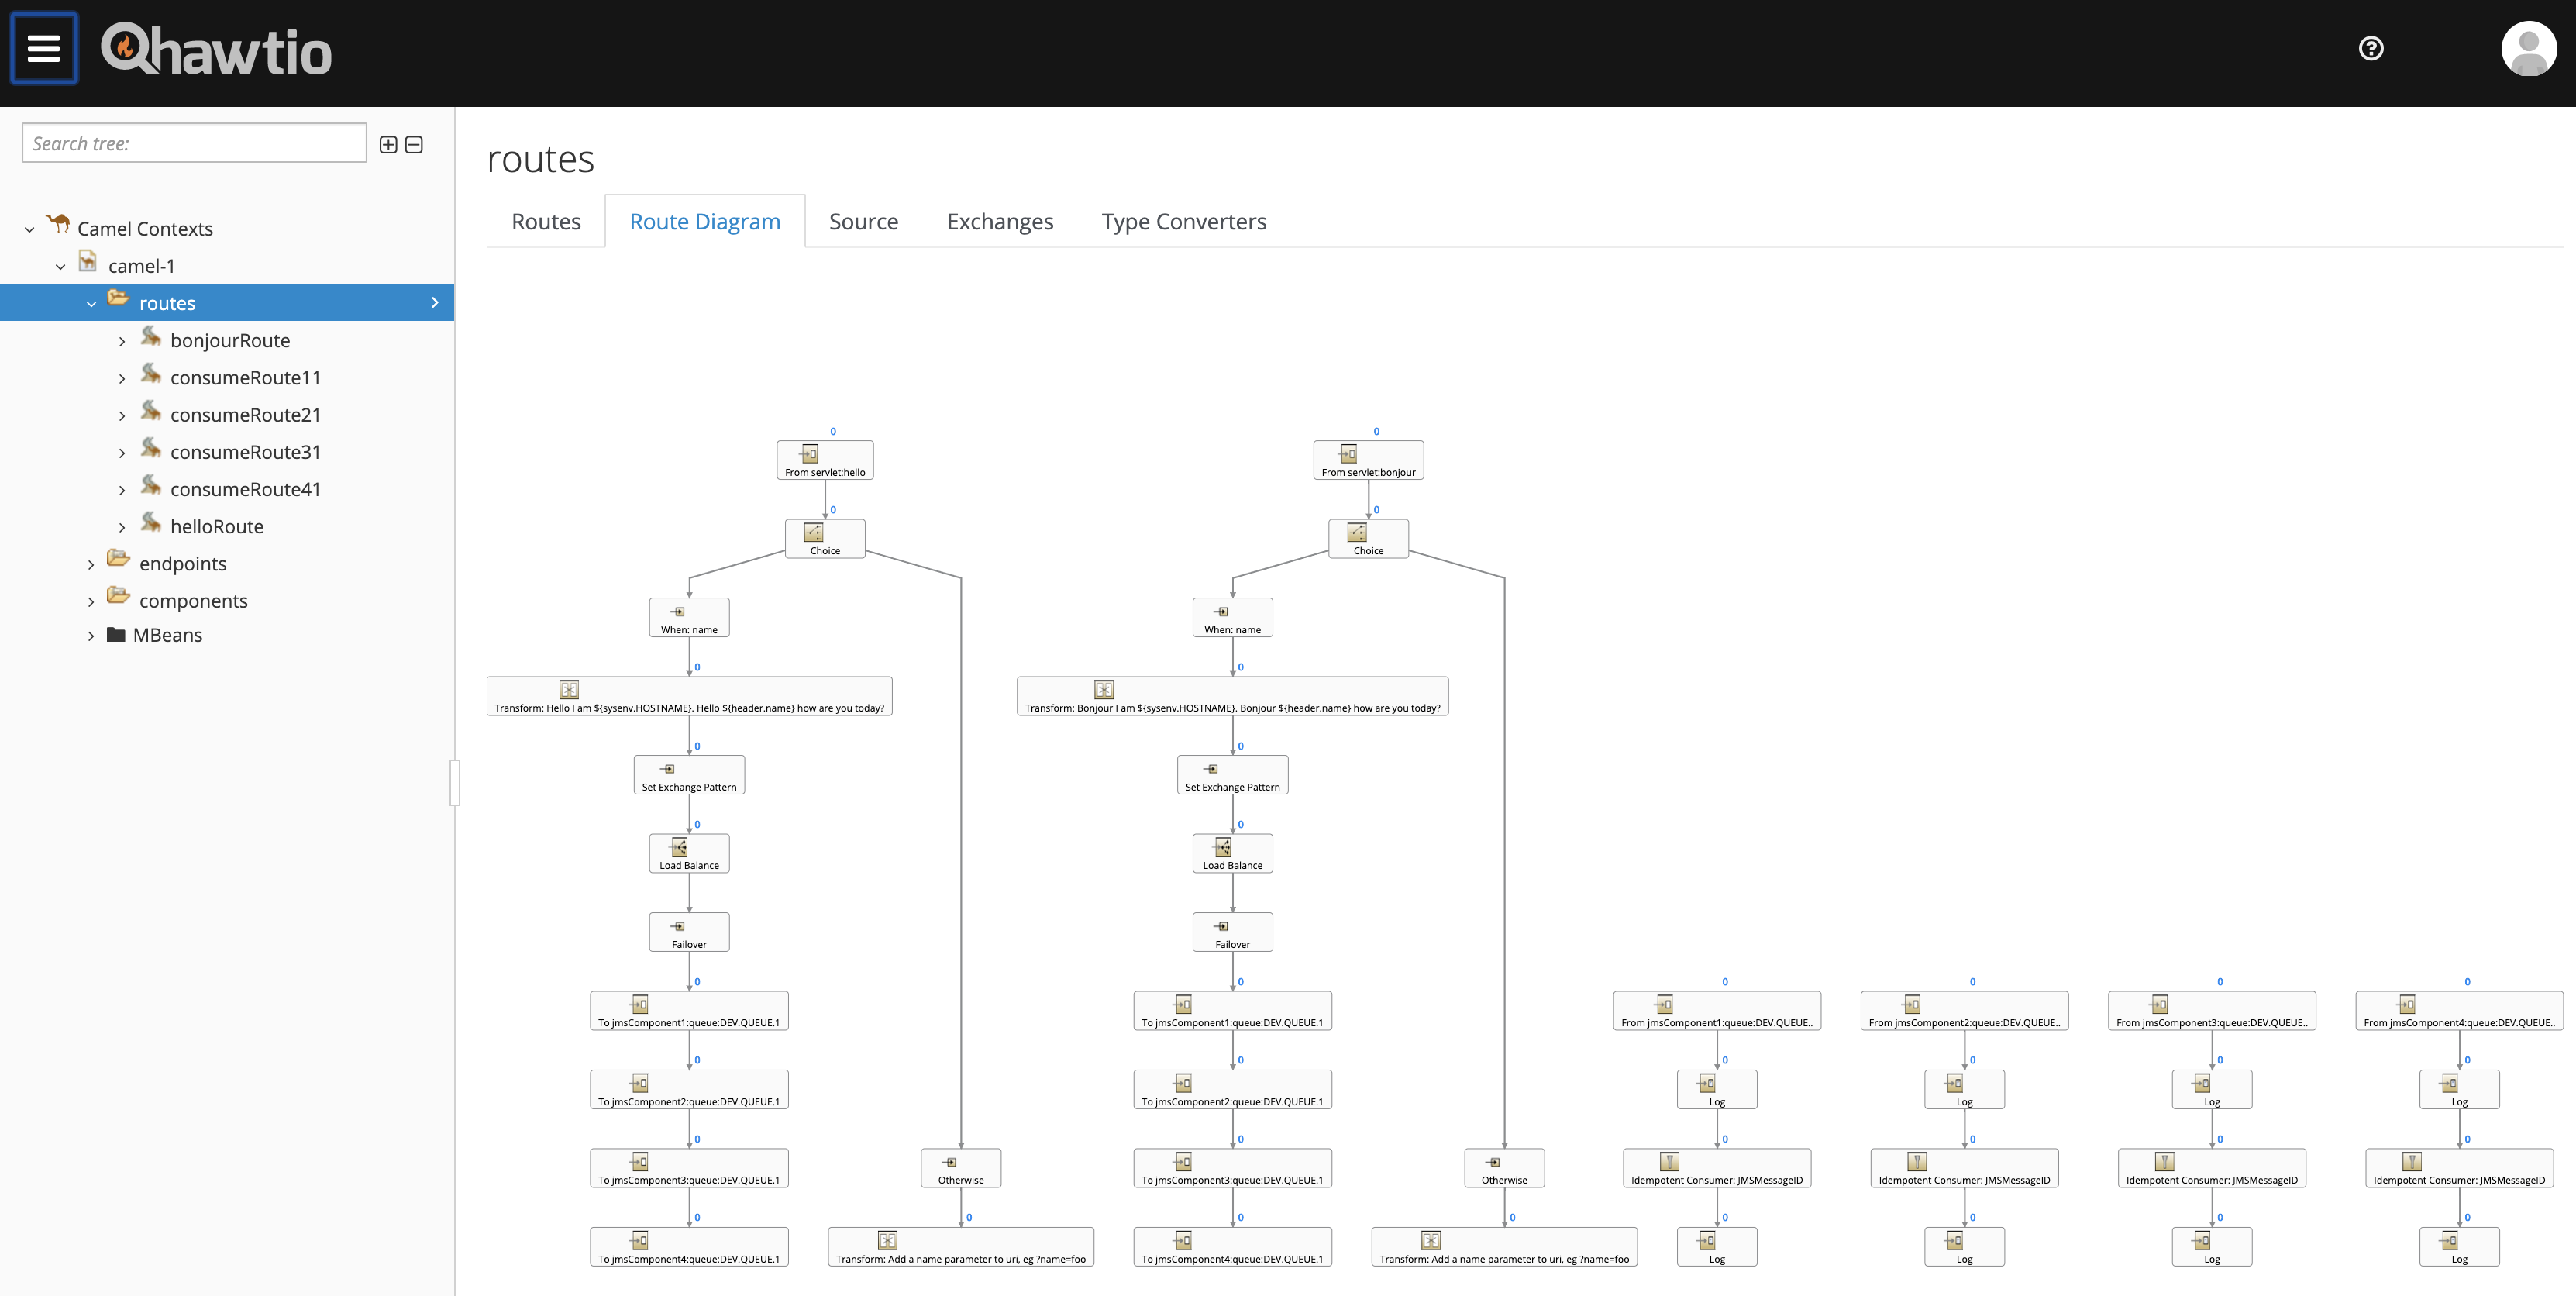 hawtio
Search tree:
Camel Contexts
camel-1
routes
bonjourRoute
consumeRoute11
consumeRoute21
consumeRoute31
consumeRoute41
helloRoute
endpoints
components
MBeans
routes
Routes Route Diagram Source Exchanges Type Converters
0
From servlet:hello
0
Choice
When: name
0
Transform: Hello I am ${sysenv.HOSTNAME}. Hello ${header.name} how are you today?
0
Set Exchange Pattern
0
Load Balance
Failover
0
To jmsComponent1:queue:DEV.QUEUE.1
0
To jmsComponent2:queue:DEV.QUEUE.1
0
To jmsComponent3:queue:DEV.QUEUE.1
0
To jmsComponent4:queue:DEV.QUEUE.1
Otherwise
0
Transform: Add a name parameter to uri, eg ?name=foo
0
From servlet:bonjour
0
Choice
When: name
0
Transform: Bonjour I am ${sysenv.HOSTNAME}. Bonjour ${header.name} how are you today?
0
Set Exchange Pattern
0
Load Balance
Failover
0
To jmsComponent1:queue:DEV.QUEUE.1
0
To jmsComponent2:queue:DEV.QUEUE.1
0
To jmsComponent3:queue:DEV.QUEUE.1
0
To jmsComponent4:queue:DEV.QUEUE.1
Otherwise
0
Transform: Add a name parameter to uri, eg ?name=foo
0
From jmsComponent1:queue:DEV.QUEUE..
0
Log
0
Idempotent Consumer: JMSMessageID
0
Log
0
From jmsComponent2:queue:DEV.QUEUE..
0
Log
0
Idempotent Consumer: JMSMessageID
0
Log
0
From jmsComponent3:queue:DEV.QUEUE..
0
Log
0
Idempotent Consumer: JMSMessageID
0
Log
0
From jmsComponent4:queue:DEV.QUEUE..
0
Log
0
Idempotent Consumer: JMSMessageID
0
Log